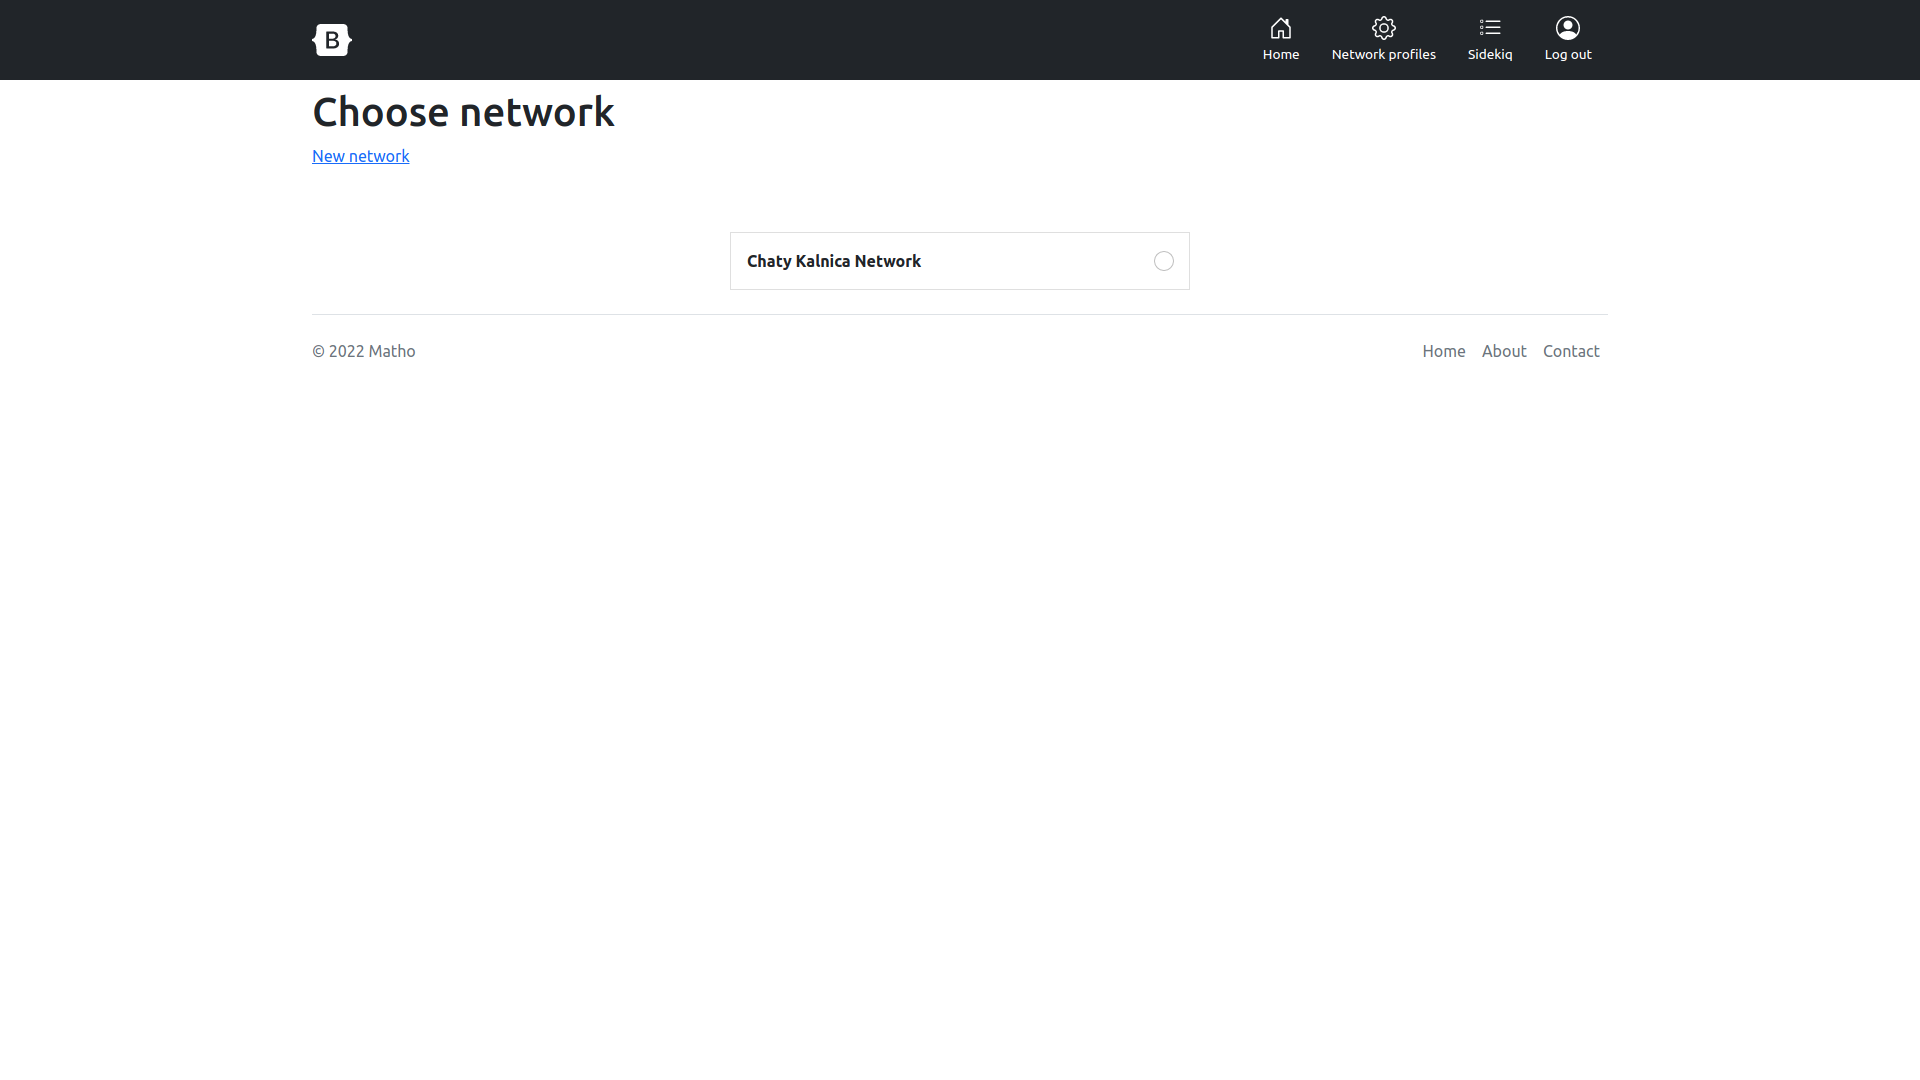 B
Home
Network profiles
Sidekiq
Log out
Choose network
New network
Chaty Kalnica Network
© 2022 Matho
Home
About
Contact